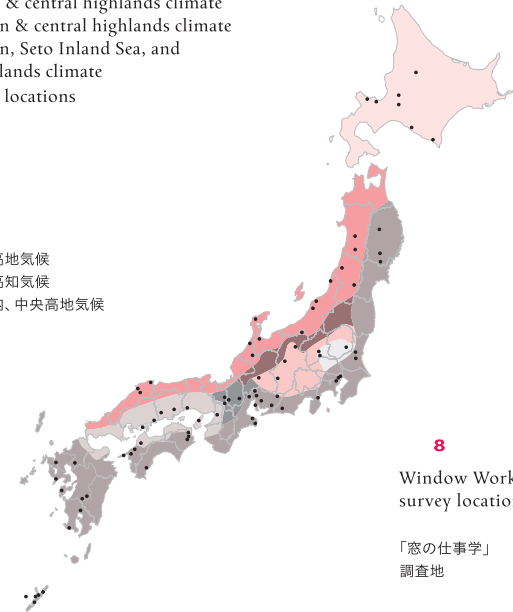 & central highlands climate
n & central highlands climate
n, Seto Inland Sea, and
lands climate
locations
高地気候
高知気候
内、中央高地気候
8
Window Work
survey location
「窓の仕事学」
調査地